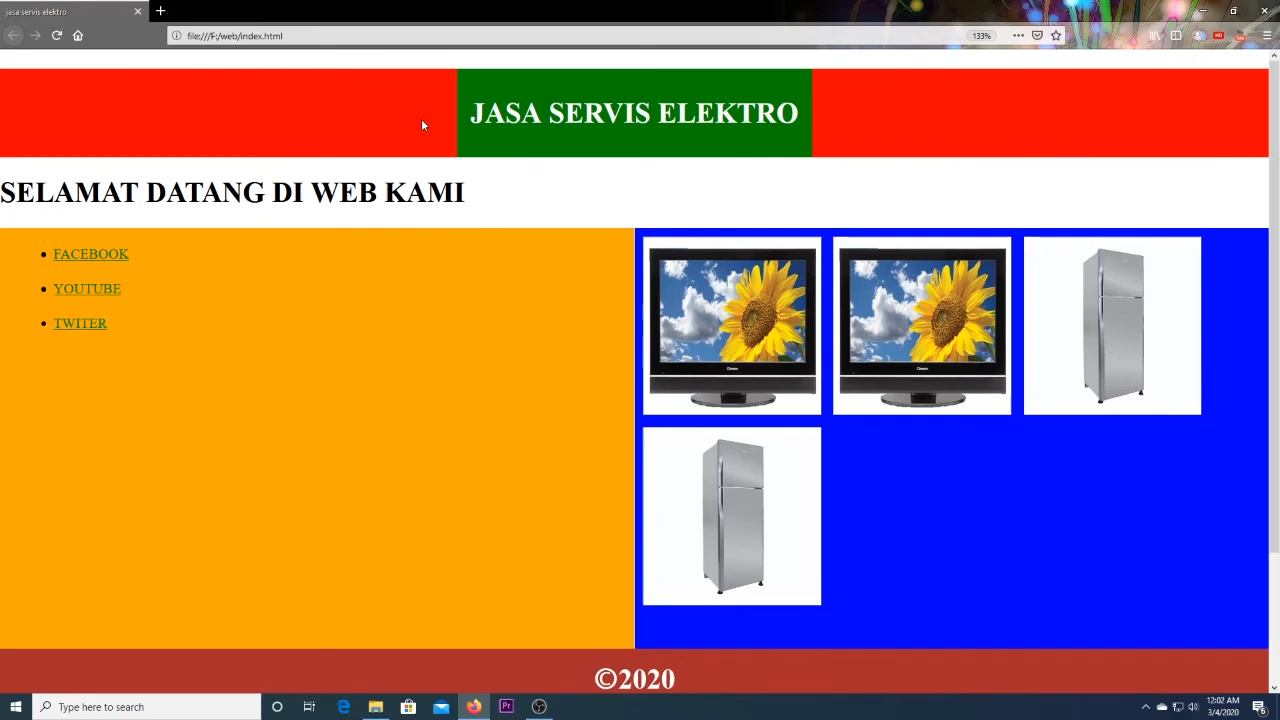 jasa servis elektro
file:///F:/web/index.html
133%
JASA SERVIS ELEKTRO
SELAMAT DATANG DI WEB KAMI
FACEBOOK
YOUTUBE
TWITER
©2020
Type here to search
Pr
12:02 AM
3/4/2020